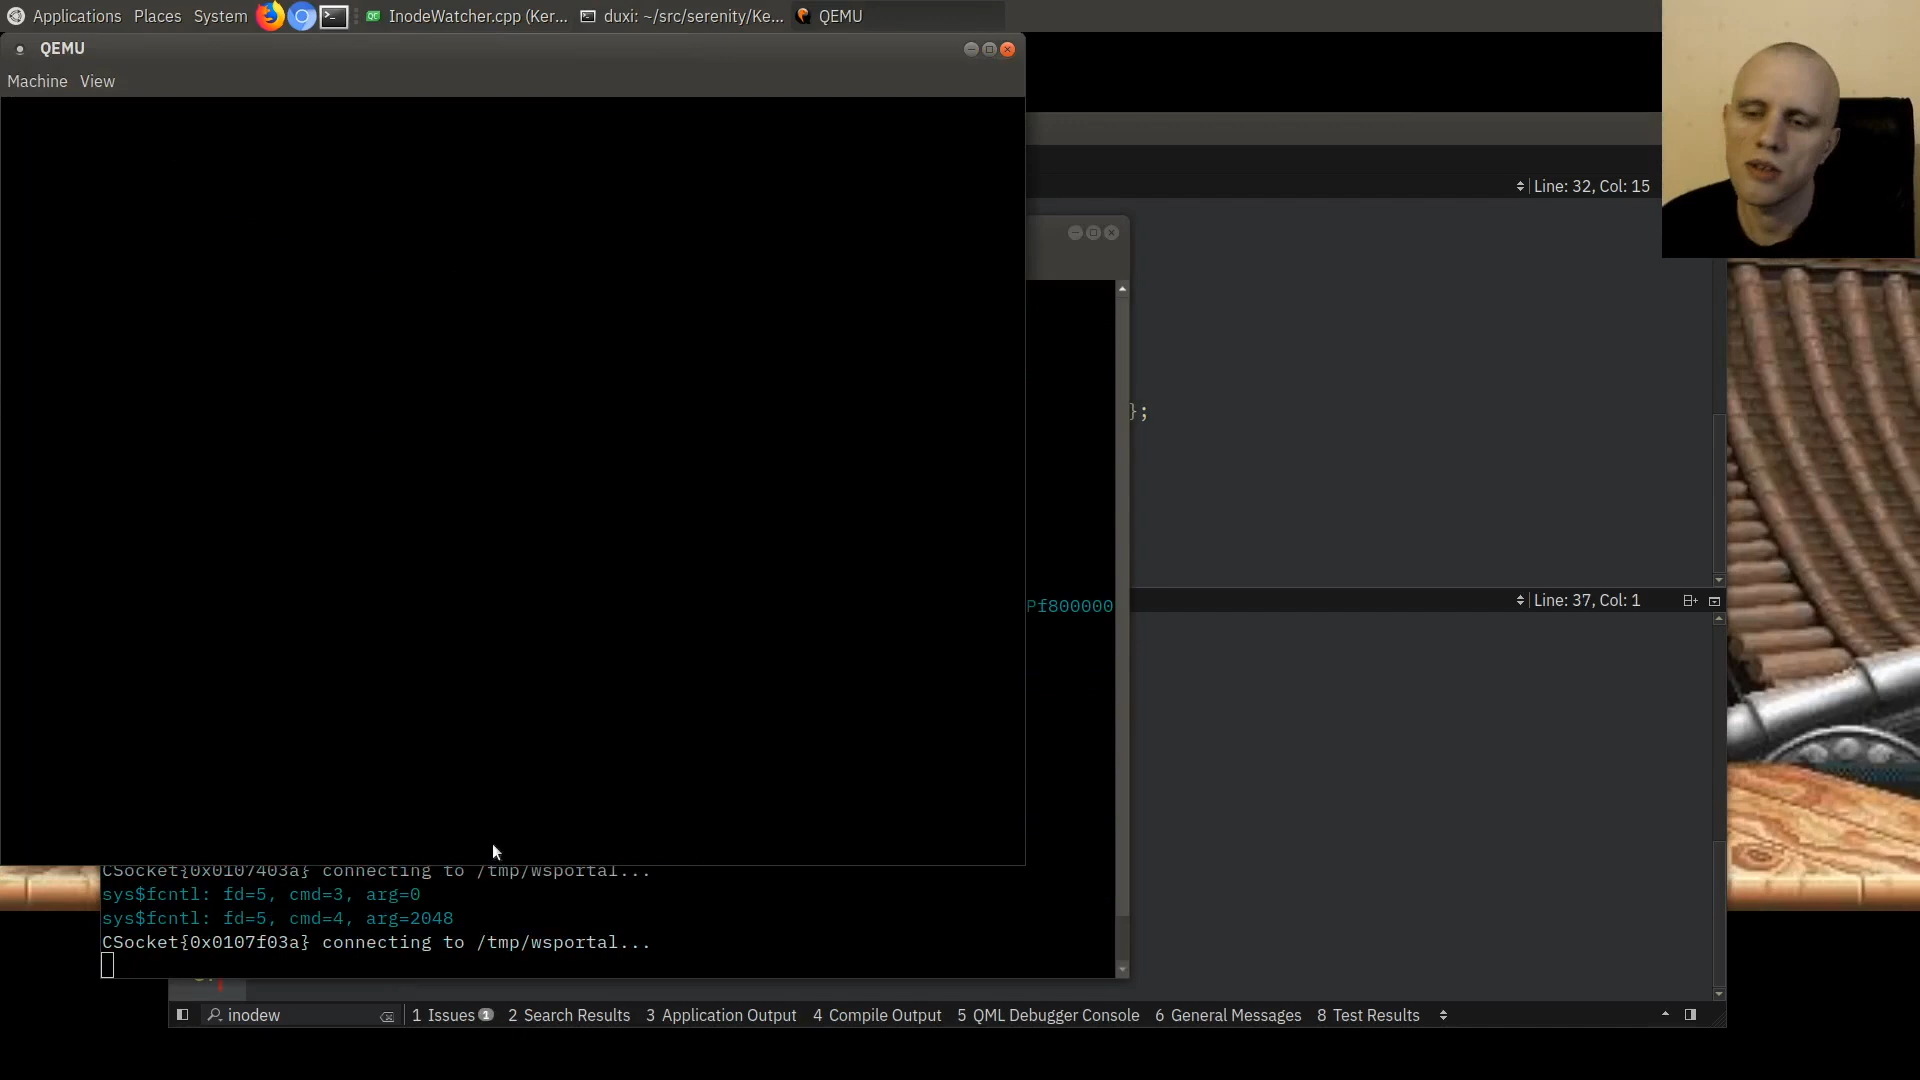 Applications Places System InodeWatcher.cpp (Ker... duxi: ~/src/serenity/Ke... QEMU
QEMU
Machine View
Line: 32, Col: 15
};
Line: 37, Col: 1
Pf800000
CSocket{0x0107403a} connecting to /tmp/wsportal...
sys$fcntl: fd=5, cmd=3, arg=0
sys$fcntl: fd=5, cmd=4, arg=2048
CSocket{0x0107f03a} connecting to /tmp/wsportal...
inodew 1 Issues 1 2 Search Results 3 Application Output 4 Compile Output 5 QML Debugger Console 6 General Messages 8 Test Results